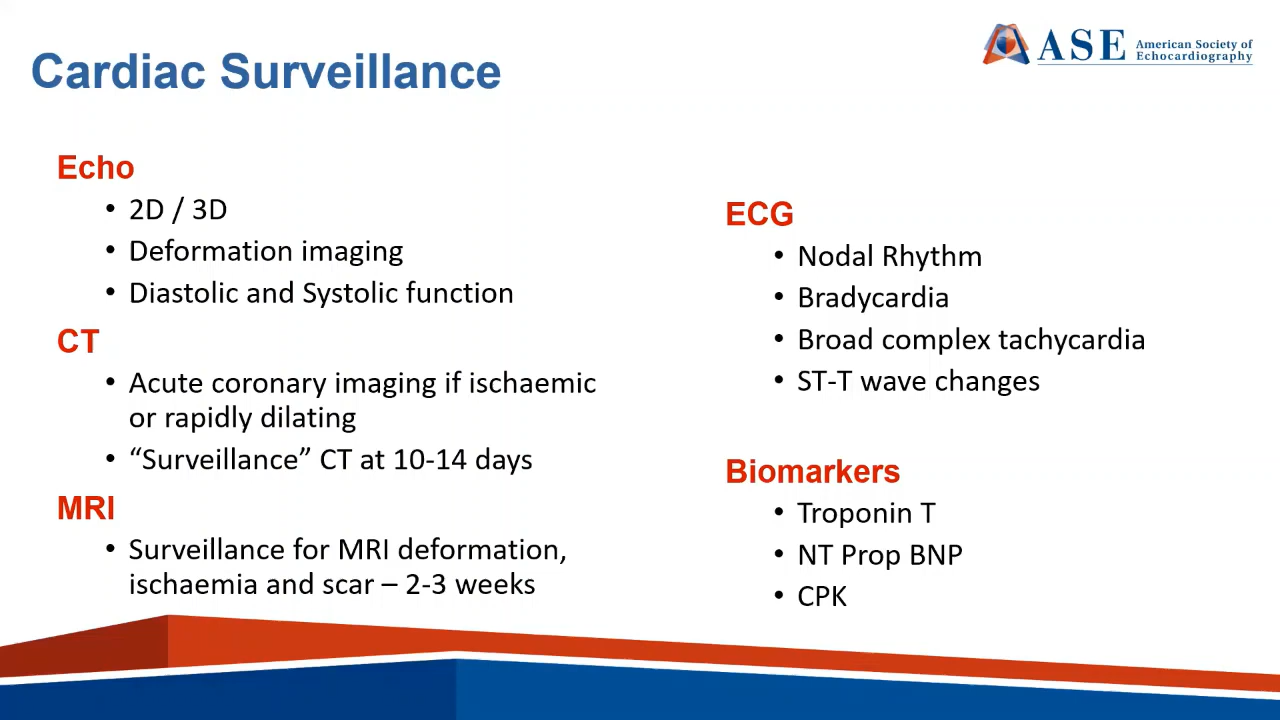 Cardiac Surveillance
ASE American Society of
Echocardiography
Echo
• 2D / 3D
• Deformation imaging
• Diastolic and Systolic function
CT
• Acute coronary imaging if ischaemic
or rapidly dilating
• “Surveillance” CT at 10-14 days
MRI
• Surveillance for MRI deformation,
ischaemia and scar – 2-3 weeks
ECG
• Nodal Rhythm
• Bradycardia
• Broad complex tachycardia
• ST-T wave changes
Biomarkers
• Troponin T
• NT Prop BNP
• CPK